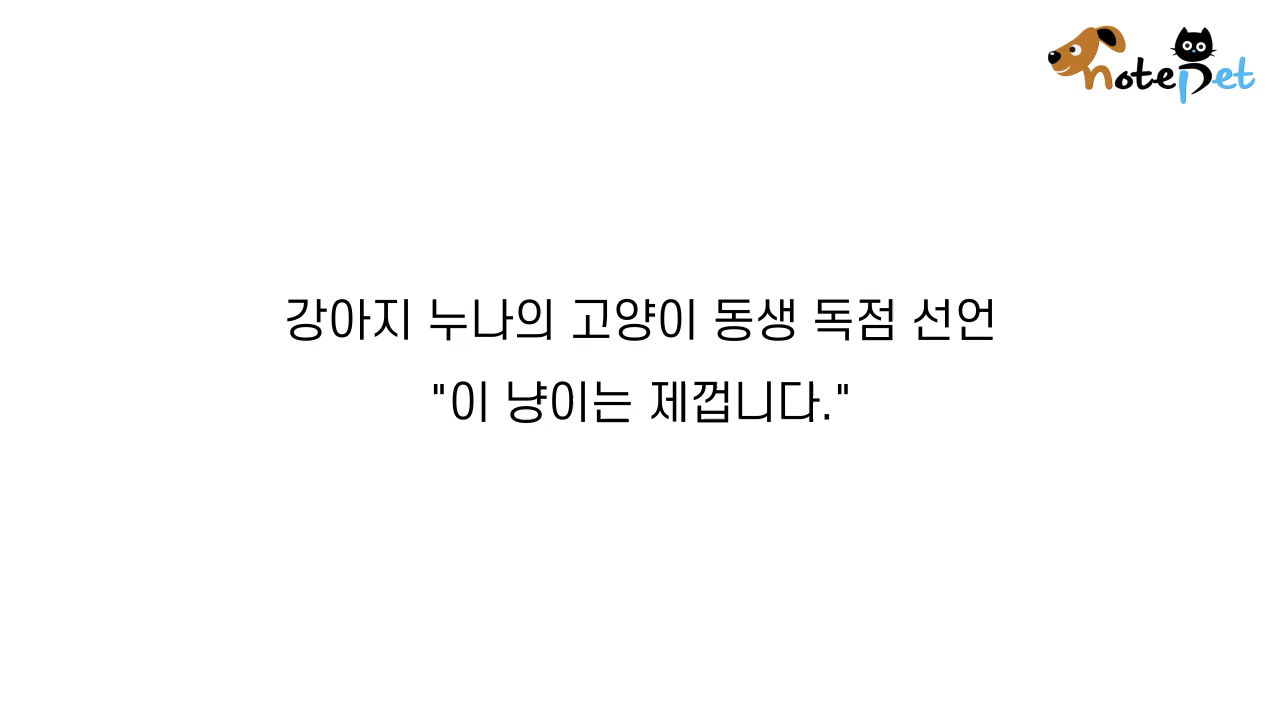 notepet
강아지 누나의 고양이 동생 독점 선언
"이 냥이는 제껍니다."